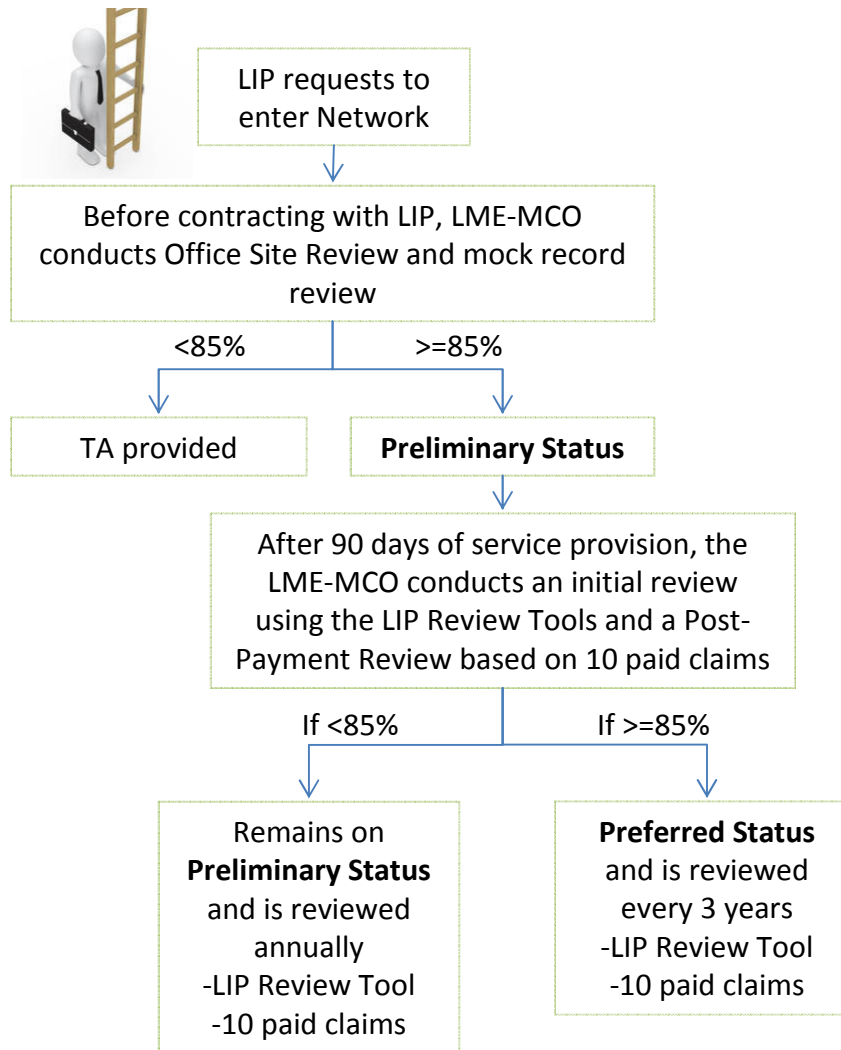 LIP requests to
enter Network
Before contracting with LIP, LME-MCO
conducts Office Site Review and mock record
review
<85%
>=85%
TA provided
Preliminary Status
After 90 days of service provision, the
LME-MCO conducts an initial review
using the LIP Review Tools and a Post-
Payment Review based on 10 paid claims
If <85%
If >=85%
Remains on
Preliminary Status
and is reviewed
annually
-LIP Review Tool
-10 paid claims
Preferred Status
and is reviewed
every 3 years
-LIP Review Tool
-10 paid claims